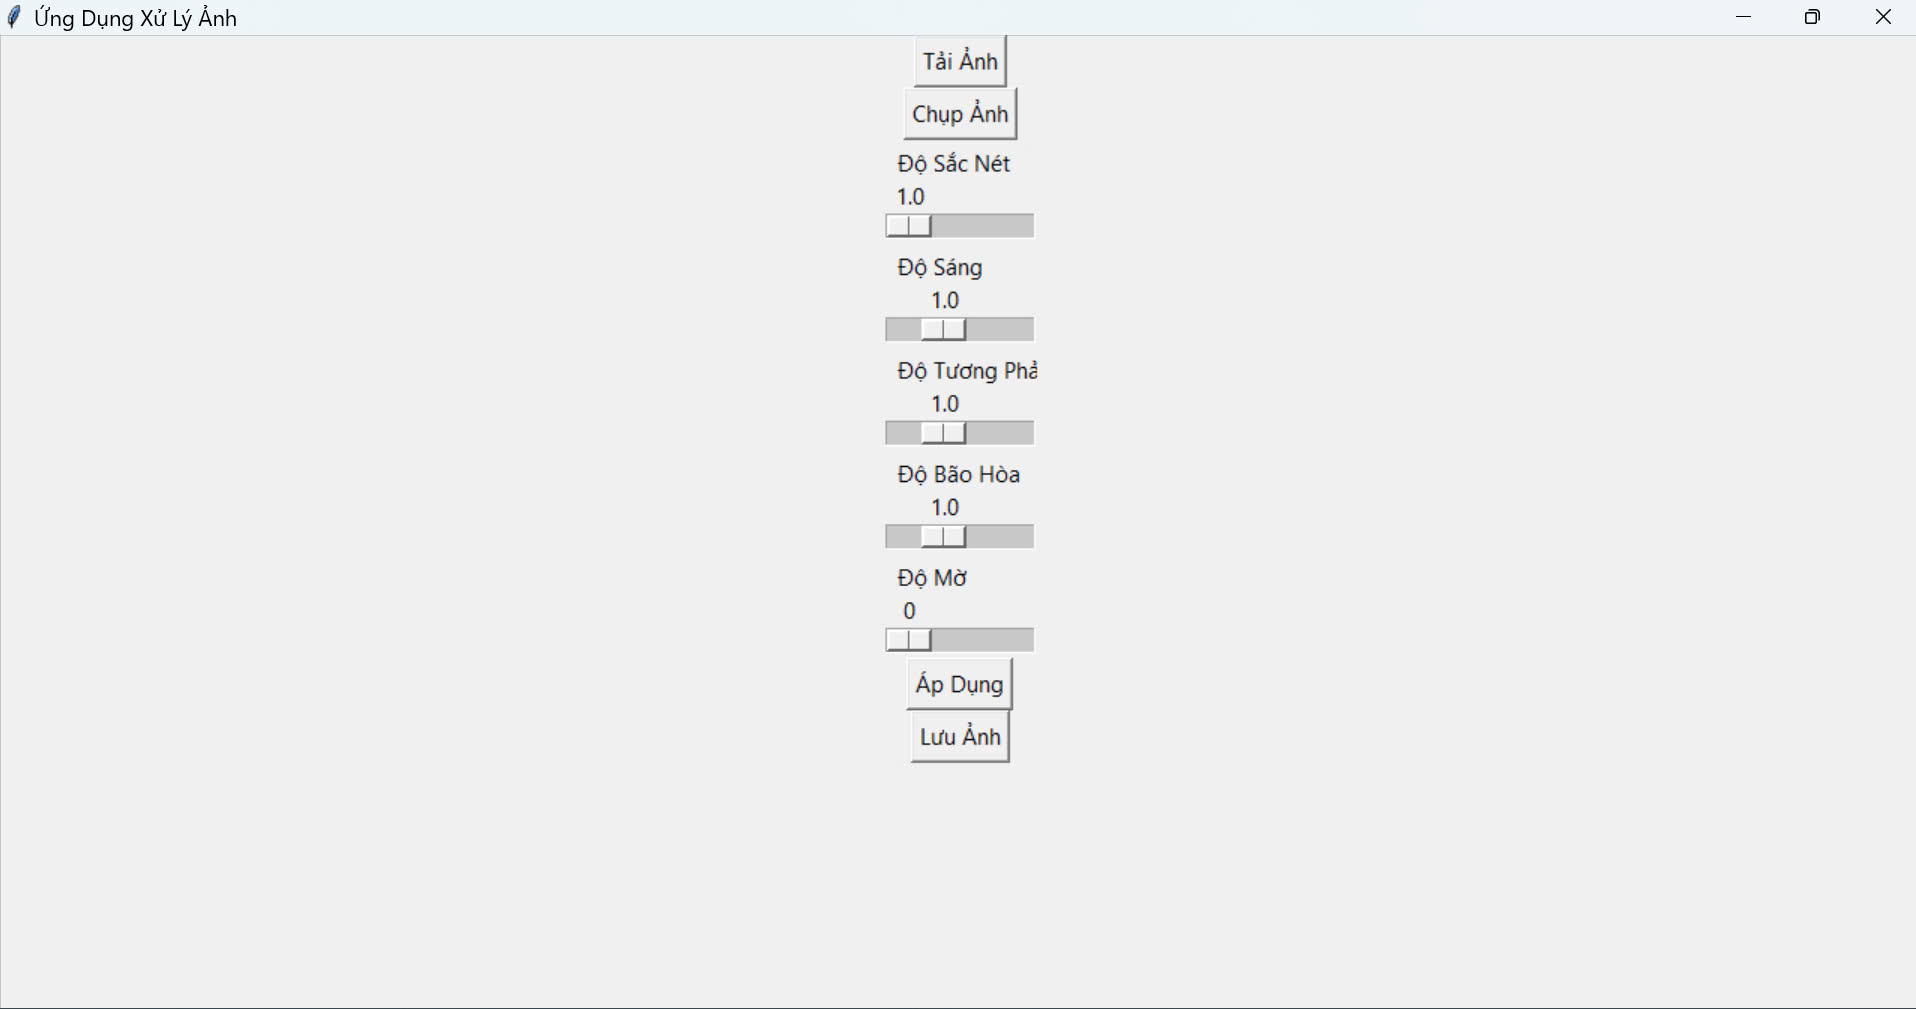 Ứng Dụng Xử Lý Ảnh
Tải Ảnh
Chụp Ảnh
Độ Sắc Nét
1.0
Độ Sáng
1.0
Độ Tương Phả
1.0
Độ Bão Hòa
1.0
Độ Mờ
0
Áp Dụng
Lưu Ảnh